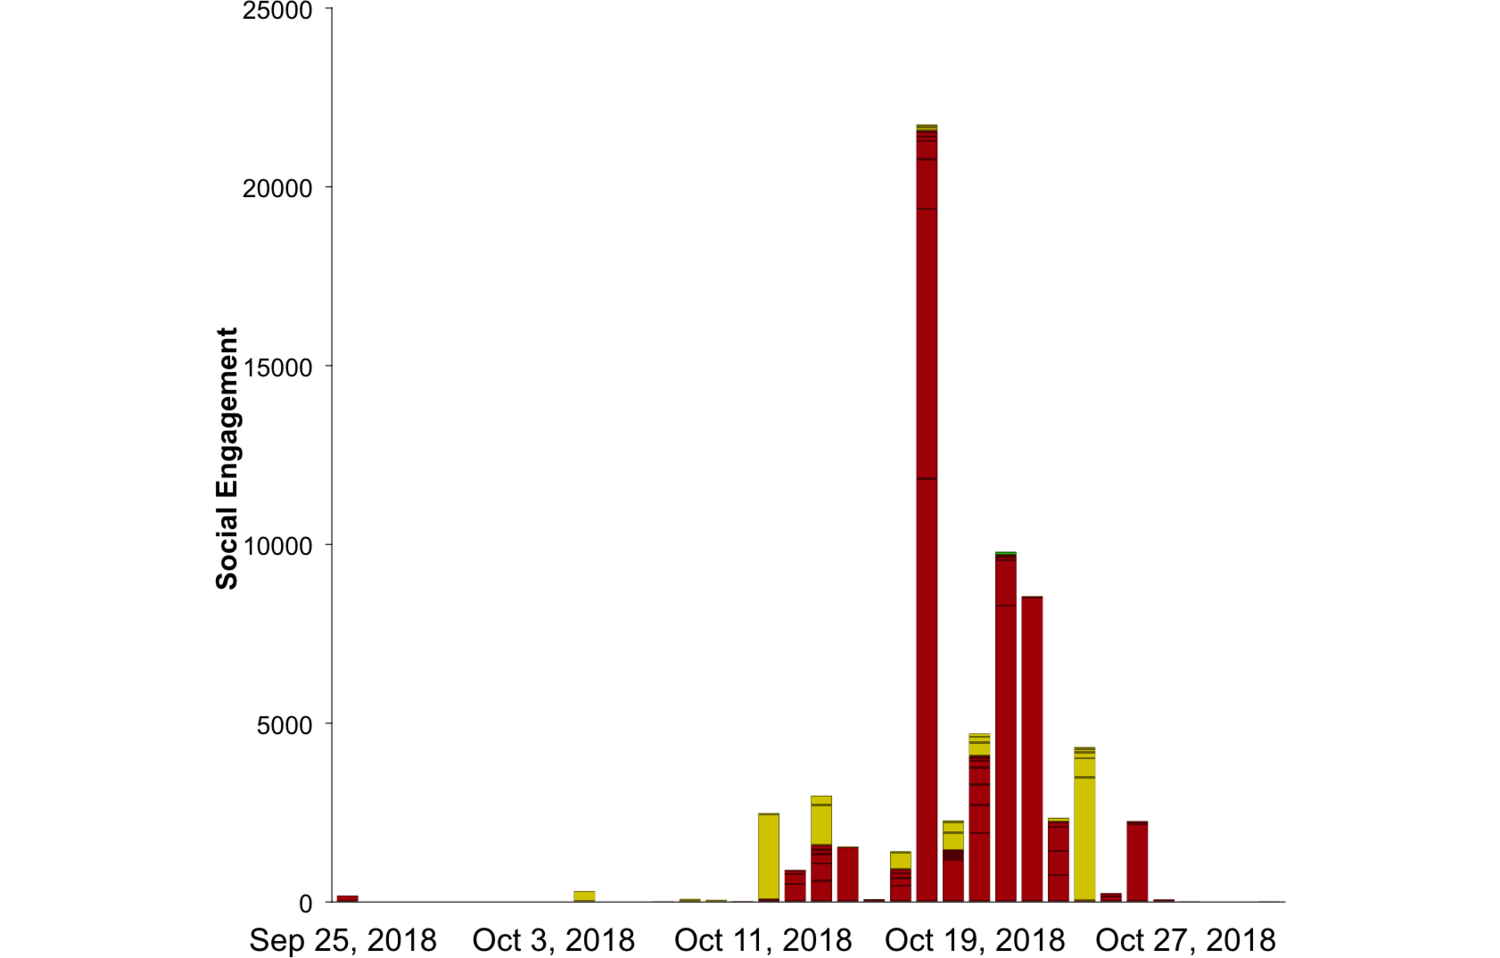 25000
20000
15000
10000
5000
0
Social Engagement
Sep 25, 2018
Oct 3, 2018
Oct 11, 2018
Oct 19, 2018
Oct 27, 2018